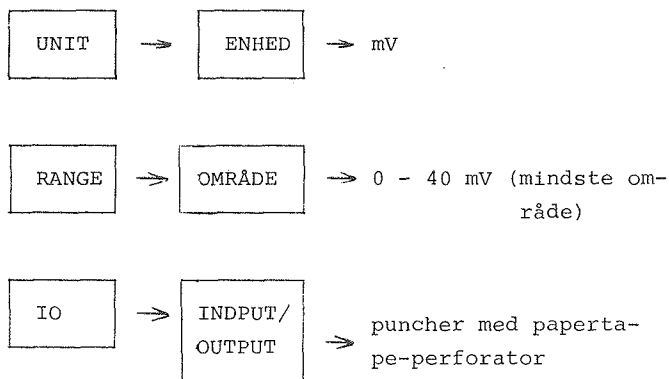 UNIT → ENHED → mV
RANGE → OMRÅDE → 0 - 40 mV (mindste om-
råde)
IO → INDPUT/
OUTPUT → puncher med paperta-
pe-perforator